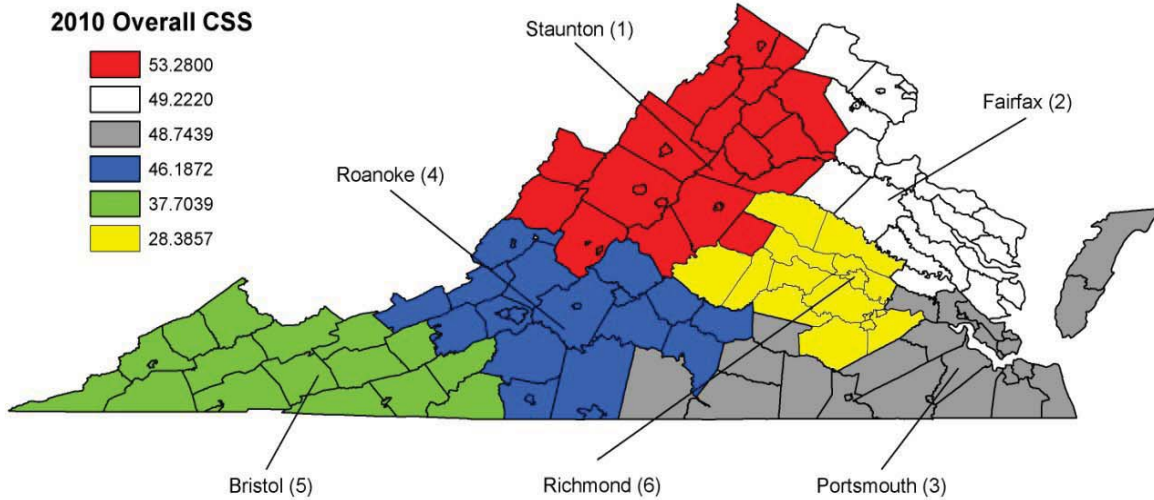 2010 Overall CSS
53.2800
49.2220
48.7439
46.1872
37.7039
28.3857
Staunton (1)
Fairfax (2)
Roanoke (4)
Bristol (5)
Richmond (6)
Portsmouth (3)